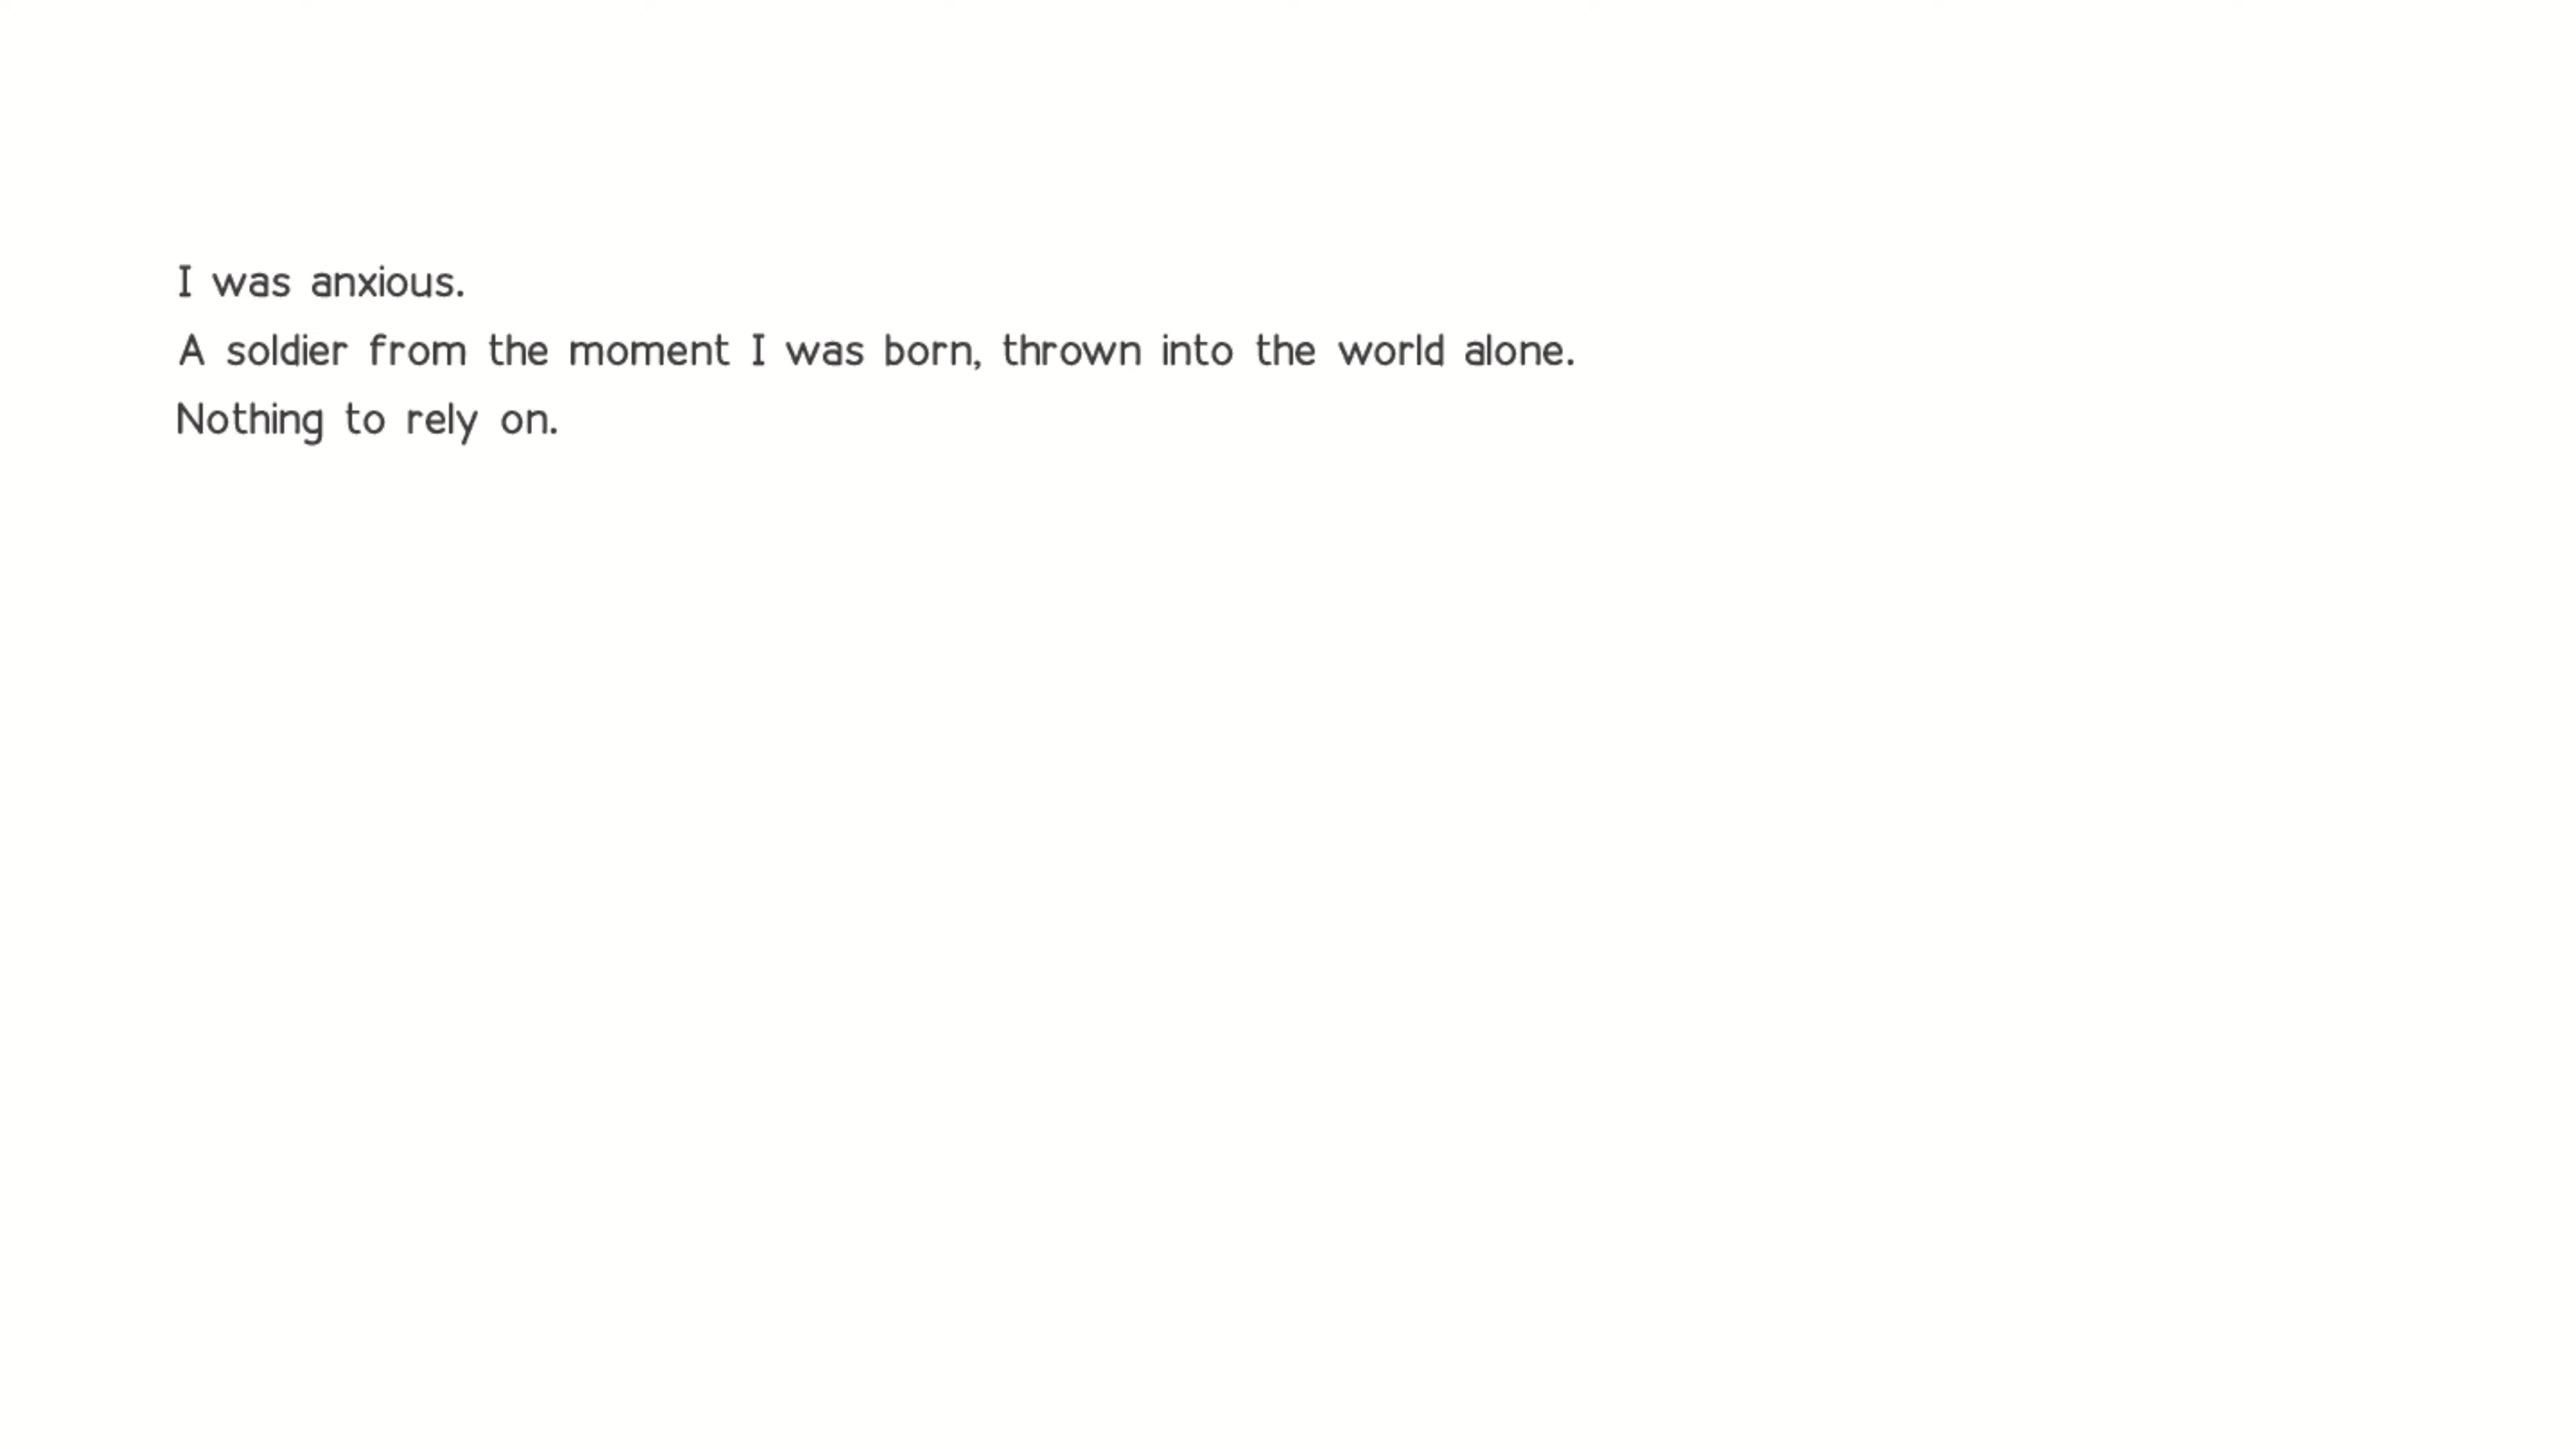 I was anxious.
A soldier from the moment I was born, thrown into the world alone.
Nothing to rely on.